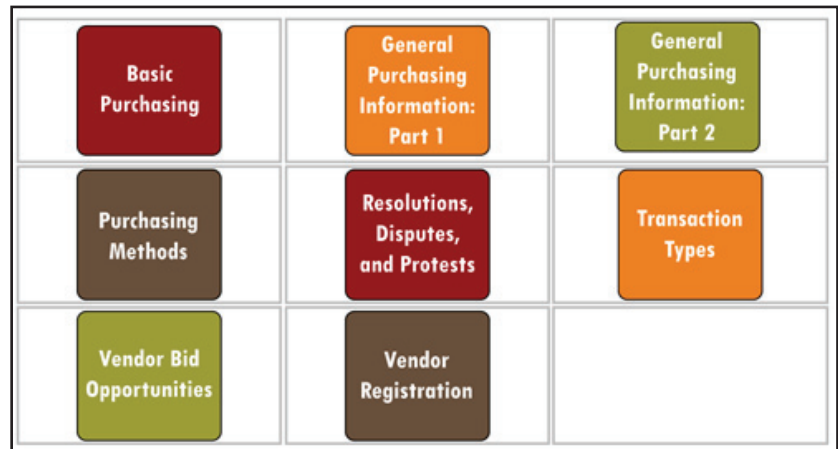 Basic
Purchasing
General
Purchasing
Information:
Part 1
General
Purchasing
Information:
Part 2
Purchasing
Methods
Resolutions,
Disputes,
and Protests
Transaction
Types
Vendor Bid
Opportunities
Vendor
Registration